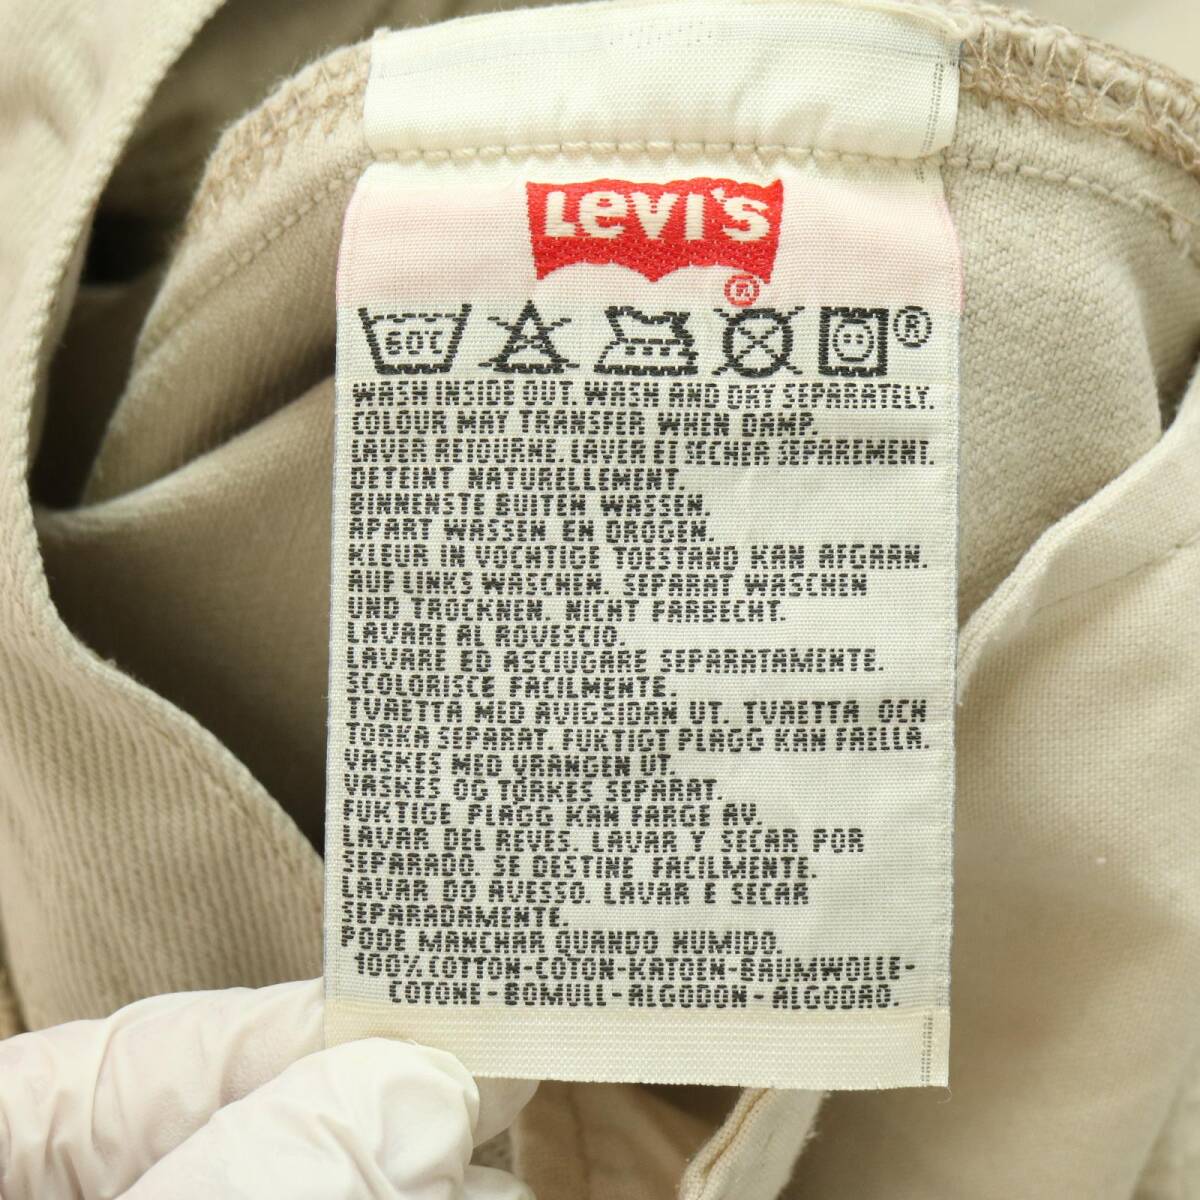 LEVI'S
®
60°C ®
WASH INSIDE OUT. WASH AND DRY SEPARATELY.
COLOUR MAY TRANSFER WHEN DAMP.
LAVER RETOURNE. LAVER ET SECHER SEPAREMENT.
DETEINT NATURELLEMENT.
BINNENSTE BUITEN WASSEN.
APART WASSEN EN DROGEN.
KLEUR IN VOCHTIGE TOESTAND KAN AFGAAN.
AUF LINKS WASCHEN. SEPARAT WASCHEN
UND TROCKNEN. NICHT FARBECHT.
LAVARE AL ROVESCIO.
LAVARE ED ASCIUGARE SEPARATAMENTE.
SCOLORISCE FACILMENTE.
TVAETTA MED AVIGSIDAN UT. TVAETTA OCH
TORKA SEPARAT. FUKTIGT PLAGG KAN FAELLA.
VASKES MED VRANGEN UT.
VASKES OG TØRKES SEPARAT.
FUKTIGE PLAGG KAN FARGE AV.
LAVAR DEL REVES. LAVAR Y SECAR POR
SEPARADO. SE DESTINE FACILMENTE.
LAVAR DO AVESSO. LAVAR E SECAR
SEPARADAMENTE.
PODE MANCHAR QUANDO HUMIDO.
100% COTTON-COTON-KATOEN-BAUMWOLLE-
COTONE-BOMULL-ALGODON-ALGODAO.